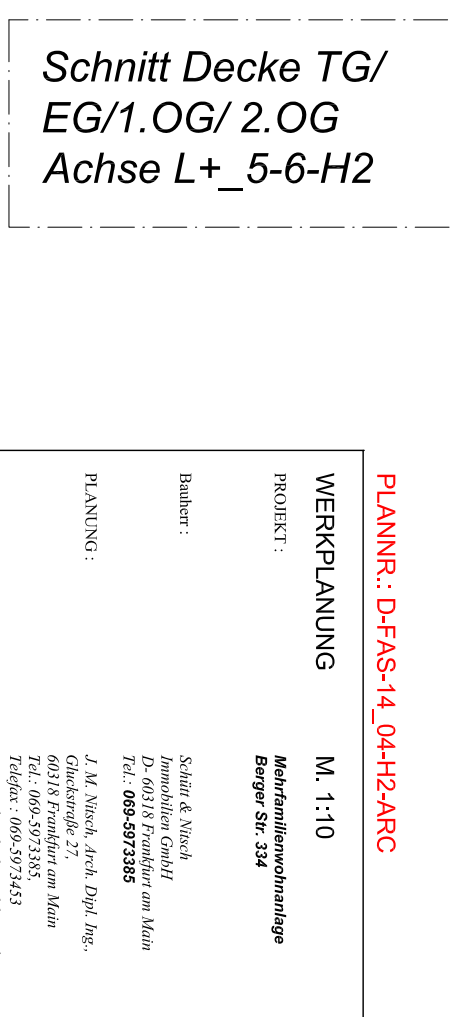 Schnitt Decke TG/
EG/1.OG/ 2.OG
Achse L+_5-6-H2
PLANNR.: D-FAS-14_04-H2-ARC
WERKPLANUNG M. 1:10
PROJEKT : Mehrfamilienwohnanlage
Berger Str. 334
Bauherr : Schütt & Nitsch
Immobilien GmbH
D- 60318 Frankfurt am Main
Tel.: 069-5973385
PLANUNG : J. M. Nitsch, Arch. Dipl. Ing.,
Gluckstraße 27,
60318 Frankfurt am Main
Tel.: 069-5973385,
Telefax : 069-5973453